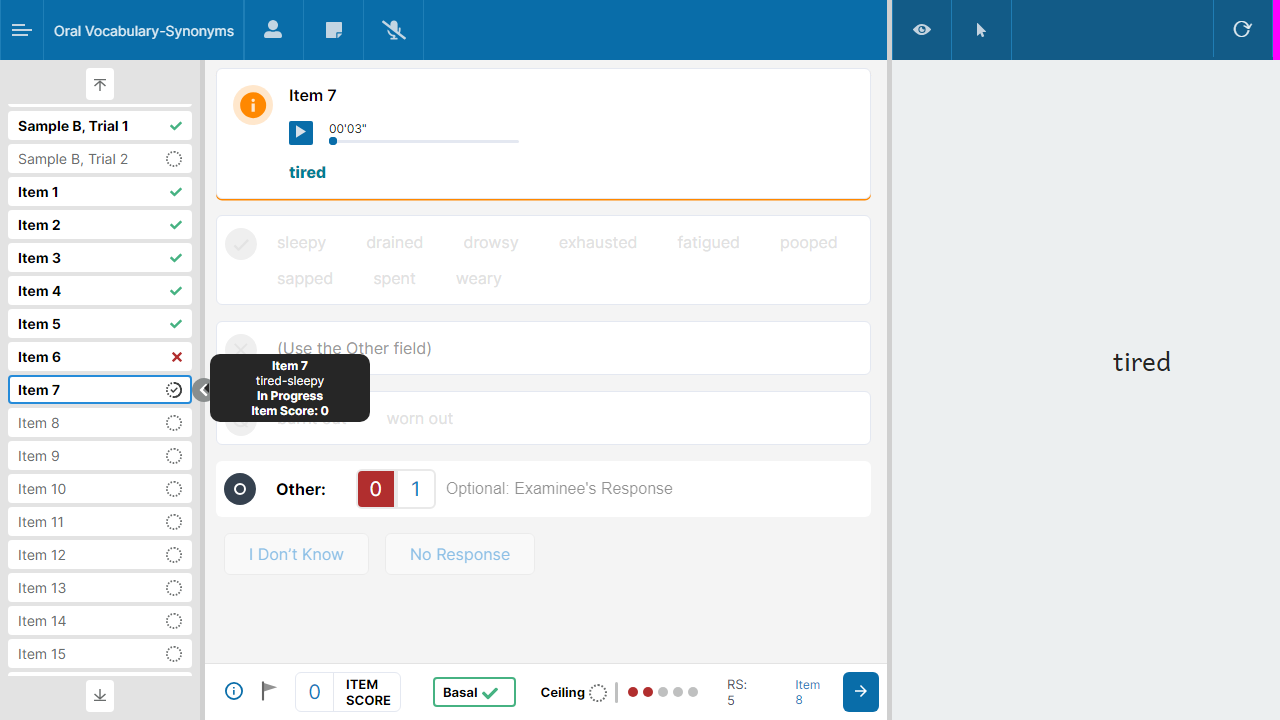 Oral Vocabulary-Synonyms
Sample B, Trial 1
Sample B, Trial 2
Item 1
Item 2
Item 3
Item 4
Item 5
Item 6
Item 7
Item 8
Item 9
Item 10
Item 11
Item 12
Item 13
Item 14
Item 15
Item 7
00'03"
tired
sleepy drained drowsy exhausted fatigued pooped
sapped spent weary
(Use the Other field)
Item 7
tired-sleepy
In Progress
Item Score: 0
worn out
Other: 0 1 Optional: Examinee's Response
I Don't Know No Response
0 ITEM SCORE
Basal
Ceiling
RS: 5
Item 8
tired